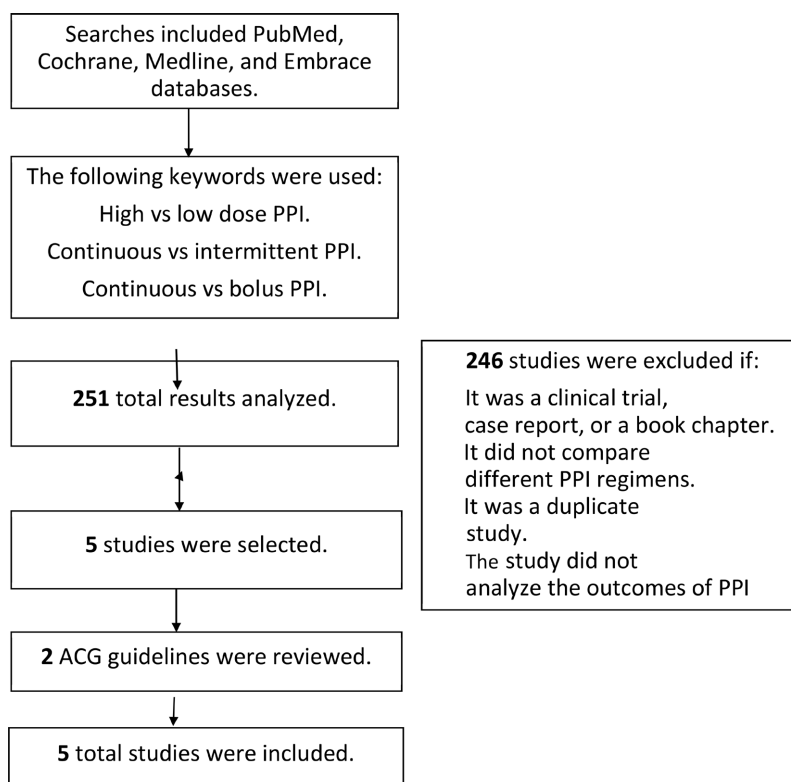 Searches included PubMed,
Cochrane, Medline, and Embrace
databases.
The following keywords were used:
High vs low dose PPI.
Continuous vs intermittent PPI.
Continuous vs bolus PPI.
251 total results analyzed.
246 studies were excluded if:
It was a clinical trial,
case report, or a book chapter.
It did not compare
different PPI regimens.
It was a duplicate
study.
The study did not
analyze the outcomes of PPI
5 studies were selected.
2 ACG guidelines were reviewed.
5 total studies were included.